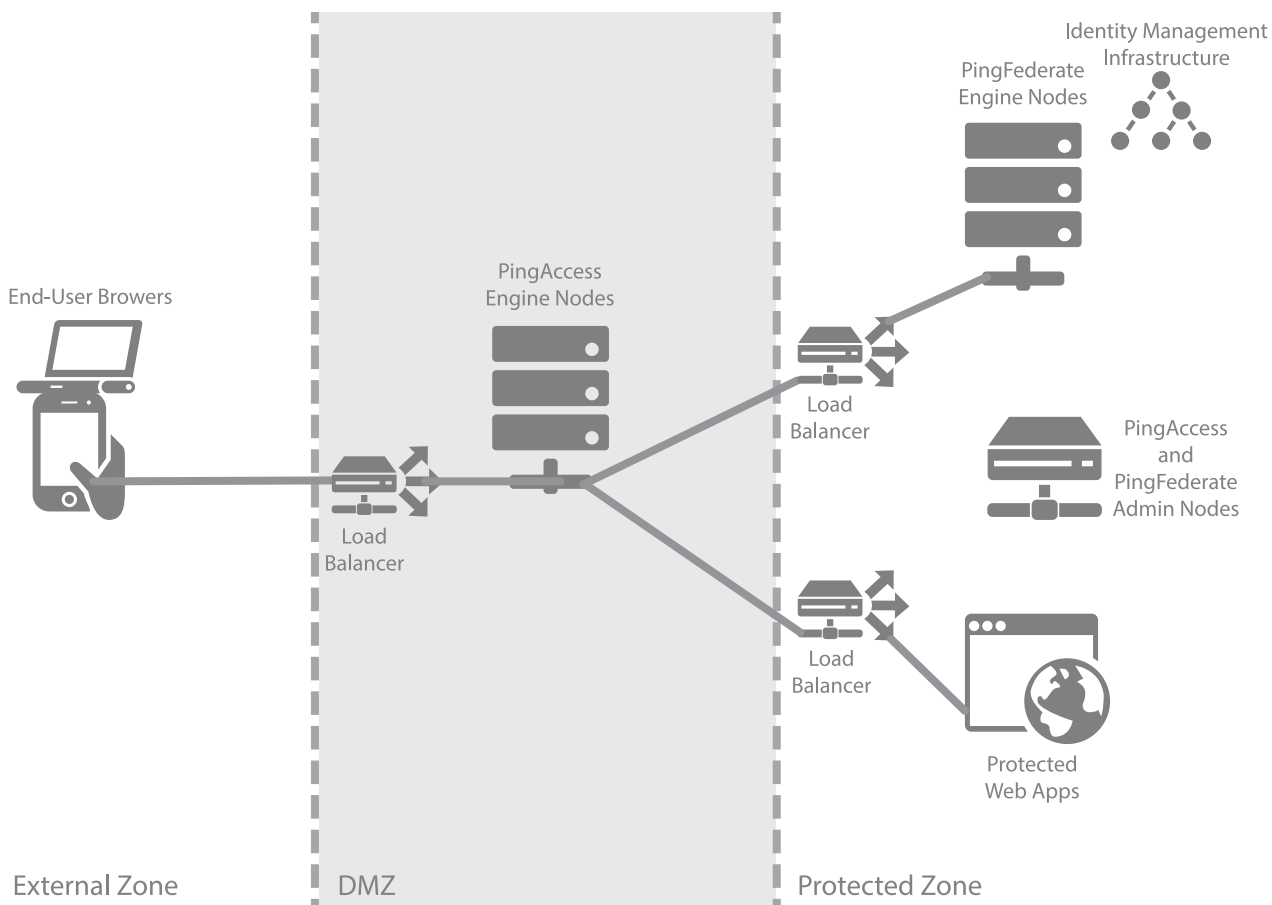 Identity Management
Infrastructure
PingFederate
Engine Nodes
PingAccess
Engine Nodes
End-User Browers
Load
Balancer
Load
Balancer
PingAccess
and
PingFederate
Admin Nodes
Load
Balancer
Protected
Web Apps
External Zone
DMZ
Protected Zone